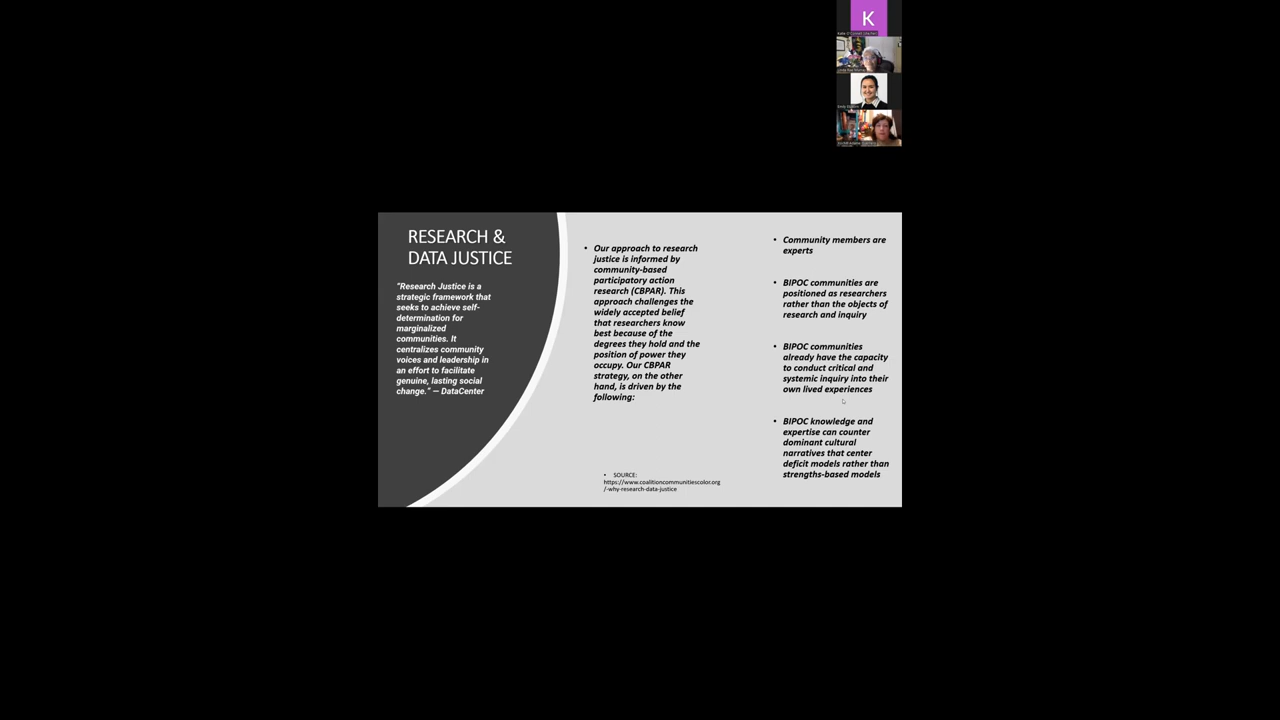 K
RESEARCH &
DATA JUSTICE
“Research Justice is a
strategic framework that
seeks to achieve self-
determination for
marginalized
communities. It
centralizes community
voices and leadership in
an effort to facilitate
genuine, lasting social
change.” — DataCenter
• Our approach to research
justice is informed by
community-based
participatory action
research (CBPAR). This
approach challenges the
widely accepted belief
that researchers know
best because of the
degrees they hold and the
position of power they
occupy. Our CBPAR
strategy, on the other
hand, is driven by the
following:
• SOURCE:
https://www.coalitioncommunitiescolor.org
/-why-research-data-justice
• Community members are
experts
• BIPOC communities are
positioned as researchers
rather than the objects of
research and inquiry
• BIPOC communities
already have the capacity
to conduct critical and
systemic inquiry into their
own lived experiences
• BIPOC knowledge and
expertise can counter
dominant cultural
narratives that center
deficit models rather than
strengths-based models